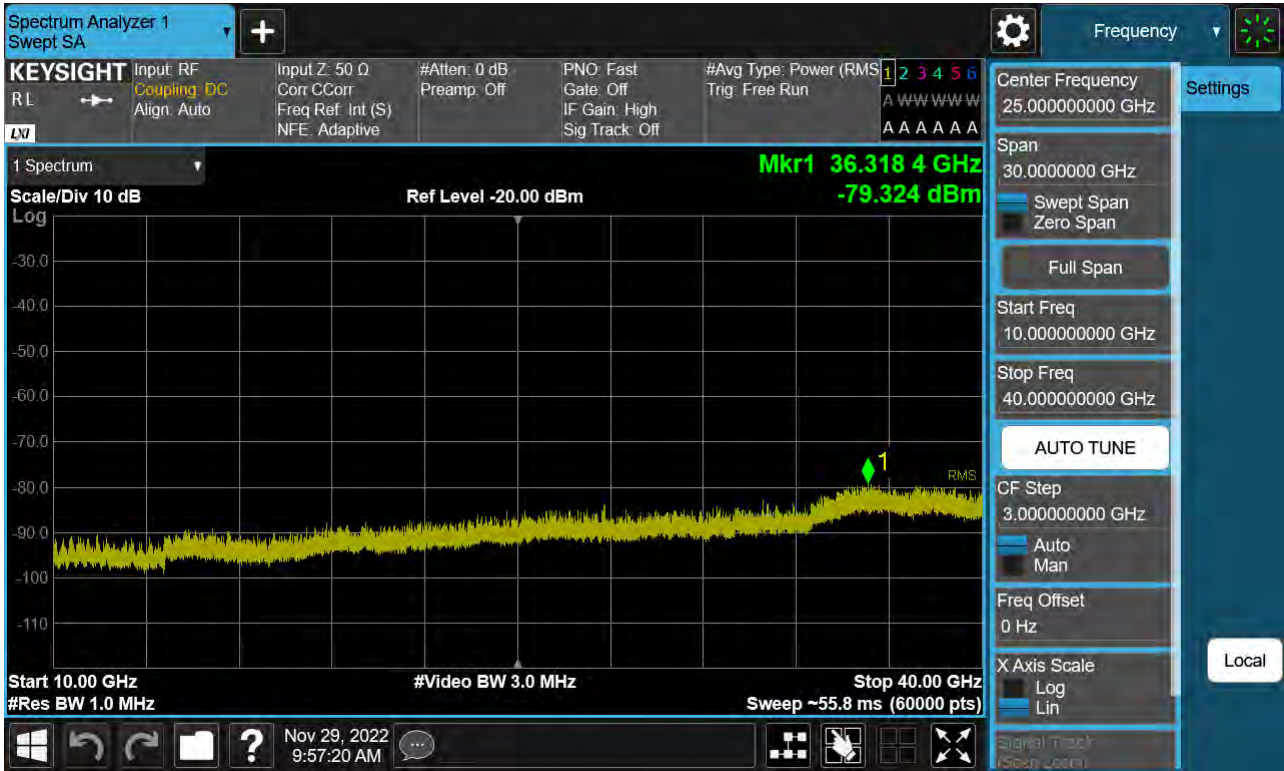 Spectrum Analyzer 1
Swept SA
Frequency
KEYSIGHT
R L
LXI
Input: RF
Coupling: DC
Align: Auto
Input Z: 50 Ω
Corr CCorr
Freq Ref: Int (S)
NFE: Adaptive
#Atten: 0 dB
Preamp: Off
PNO: Fast
Gate: Off
IF Gain: High
Sig Track: Off
#Avg Type: Power (RMS
Trig: Free Run
1 2 3 4 5 6
A W W W W W
A A A A A A
1 Spectrum
Scale/Div 10 dB
Ref Level -20.00 dBm
Mkr1 36.318 4 GHz
-79.324 dBm
Log
-30.0
-40.0
-50.0
-60.0
-70.0
-80.0
-90.0
-100
-110
1
RMS
Start 10.00 GHz
#Video BW 3.0 MHz
Stop 40.00 GHz
#Res BW 1.0 MHz
Sweep ~55.8 ms (60000 pts)
Nov 29, 2022
9:57:20 AM
?
Center Frequency
25.000000000 GHz
Settings
Span
30.0000000 GHz
Swept Span
Zero Span
Full Span
Start Freq
10.000000000 GHz
Stop Freq
40.000000000 GHz
AUTO TUNE
CF Step
3.000000000 GHz
Auto
Man
Freq Offset
0 Hz
X Axis Scale
Log
Lin
Local
Signal Track
(Span Zoom)